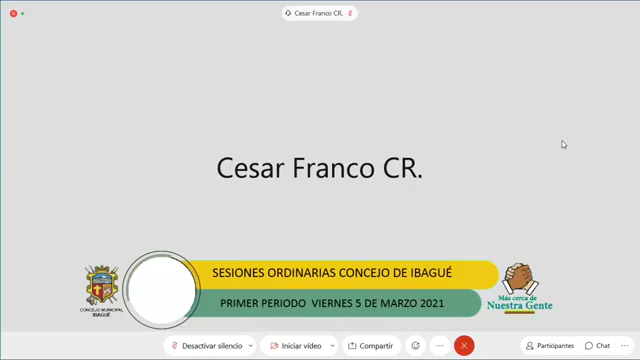 Cesar Franco CR.
Cesar Franco CR.
SESIONES ORDINARIAS CONCEJO DE IBAGUÉ
PRIMER PERIODO VIERNES 5 DE MARZO 2021
CONCEJO MUNICIPAL
IBAGUÉ
Más cerca de
Nuestra Gente
Desactivar silencio
Iniciar vídeo
Compartir
Participantes
Chat